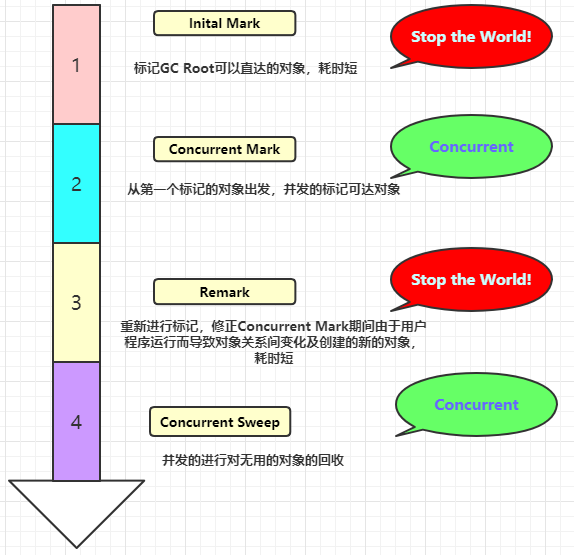 1
Inital Mark
Stop the World!
标记GC Root可以直达的对象，耗时短
2
Concurrent Mark
Concurrent
从第一个标记的对象出发，并发的标记可达对象
3
Remark
Stop the World!
重新进行标记，修正Concurrent Mark期间由于用户
程序运行而导致对象关系间变化及创建的新的对象，
耗时短
4
Concurrent Sweep
Concurrent
并发的进行对无用的对象的回收